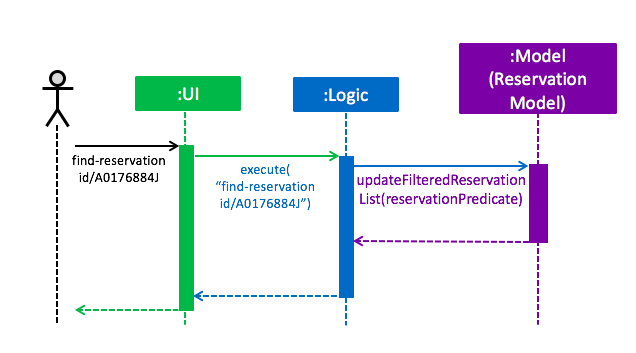 :UI
:Logic
:Model
(Reservation
Model)
find-reservation
id/A0176884J
execute(
“find-reservation
id/A0176884J”)
updateFilteredReservation
List(reservationPredicate)